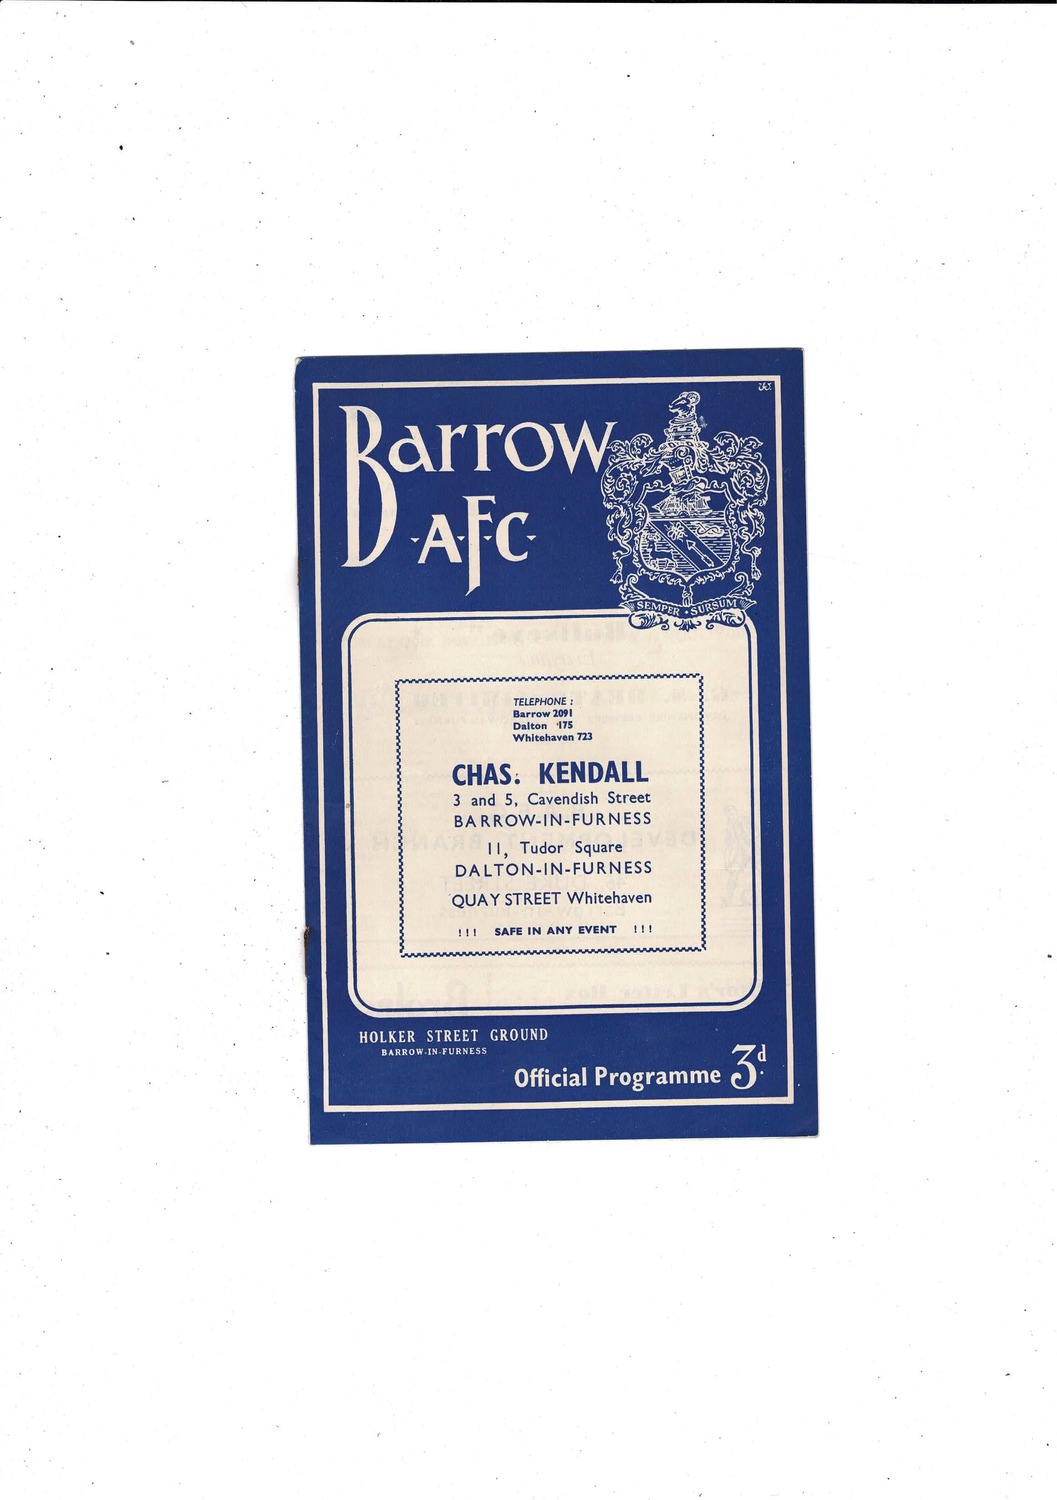 Barrow
A·F·C·
SEMPER · SURSUM
TELEPHONE :
Barrow 2091
Dalton 175
Whitehaven 723
CHAS. KENDALL
3 and 5, Cavendish Street
BARROW-IN-FURNESS
11, Tudor Square
DALTON-IN-FURNESS
QUAY STREET Whitehaven
!!! SAFE IN ANY EVENT !!!
HOLKER STREET GROUND
BARROW-IN-FURNESS
Official Programme 3d.